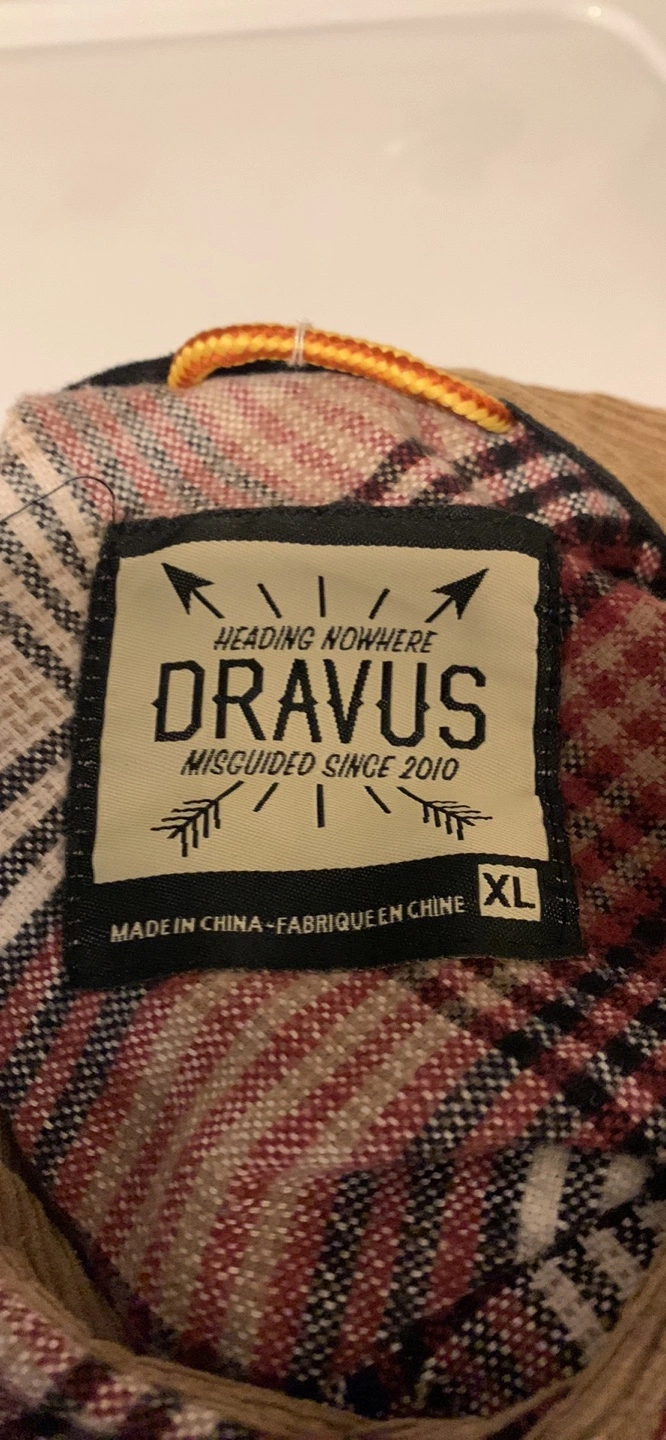 HEADING NOWHERE
DRAVUS
MISGUIDED SINCE 2010
XL
MADE IN CHINA-FABRIQUE EN CHINE